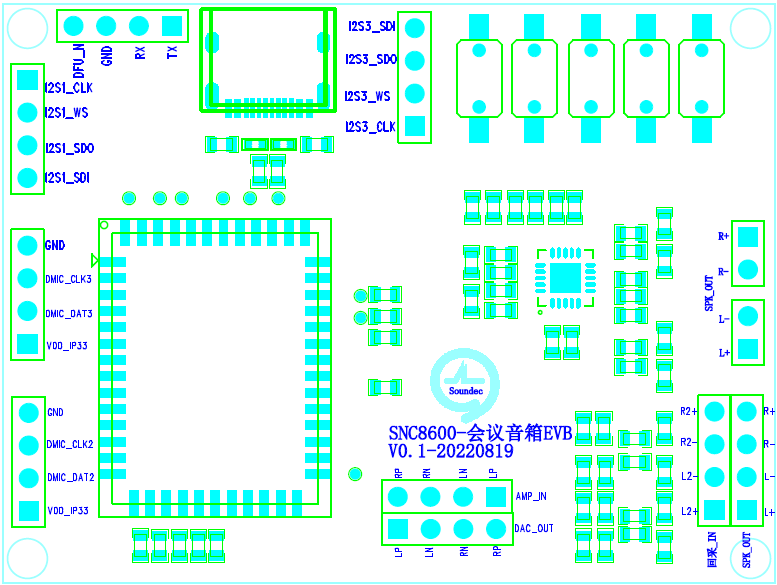 DFU_N
GND
RX
TX
I2S1_CLK
I2S1_WS
I2S1_SDO
I2S1_SDI
I2S3_SDI
I2S3_SDO
I2S3_WS
I2S3_CLK
GND
DMIC_CLK3
DMIC_DAT3
VDD_IP33
GND
DMIC_CLK2
DMIC_DAT2
VDD_IP33
R+
R-
SPK_OUT
L-
L+
Soundec
SNC8600-会议音箱EVB
V0.1-20220819
RP RN LN LP
AMP_IN
DAC_OUT
LP LN RN RP
R2+ R+
R2- R-
L2- L-
L2+ L+
回采_IN
SPK_OUT